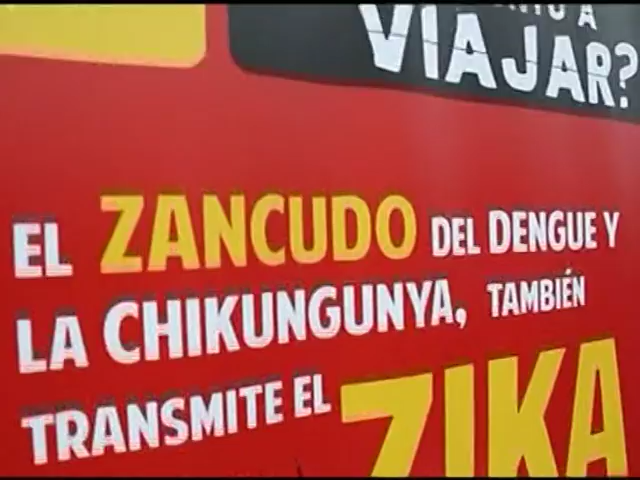 A
VIAJAR?
EL ZANCUDO DEL DENGUE Y
LA CHIKUNGUNYA, TAMBIÉN
TRANSMITE EL ZIKA